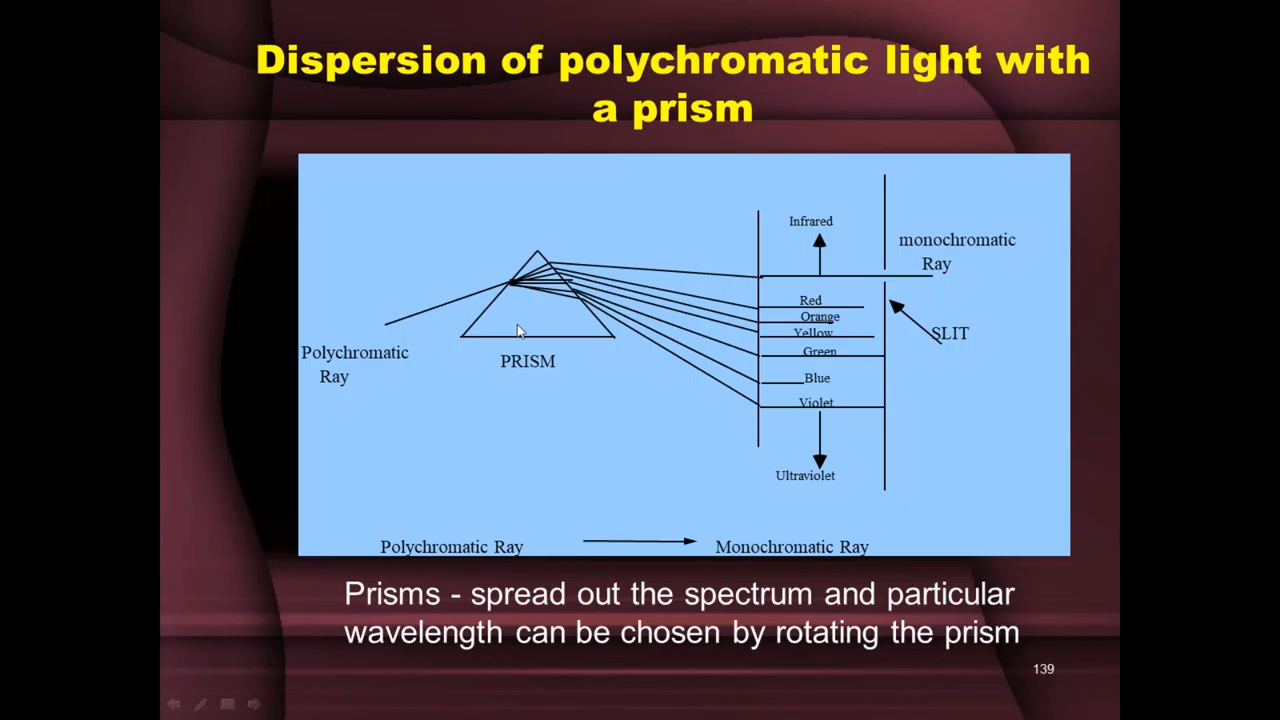 Dispersion of polychromatic light with
a prism
Infrared
monochromatic
Ray
Red
Orange
Yellow
SLIT
Green
Polychromatic
Ray
PRISM
Blue
Violet
Ultraviolet
Polychromatic Ray
Monochromatic Ray
Prisms - spread out the spectrum and particular
wavelength can be chosen by rotating the prism
139